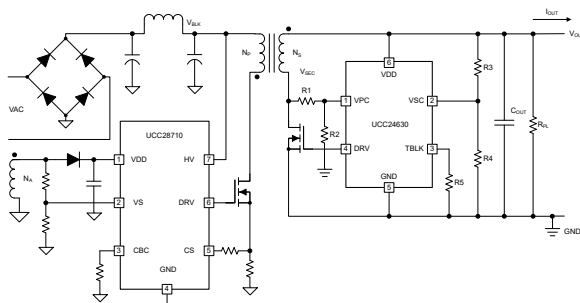 I_OUT
V_BLK
N_P
N_S
V_SEC
6
VDD
R3
R1
1
VPC
VSC
2
C_OUT
R_PL
VAC
UCC28710
R2
UCC24630
4
DRV
TBLK
3
R4
R5
1
VDD
HV
7
N_A
GND
5
2
VS
DRV
6
GND
3
CBC
CS
5
GND
4